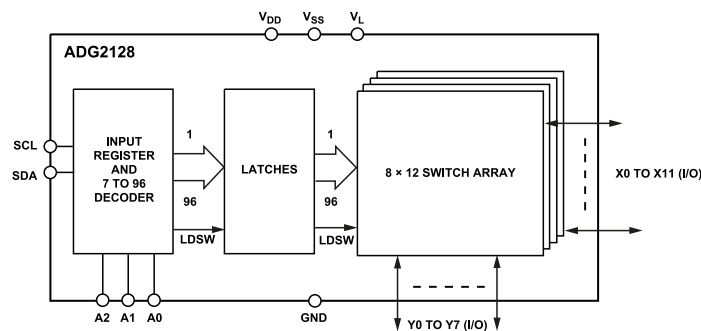 VDD VSS VL
ADG2128
SCL
SDA
INPUT
REGISTER
AND
7 TO 96
DECODER
1
96
LDSW
LATCHES
1
96
LDSW
8 × 12 SWITCH ARRAY
X0 TO X11 (I/O)
A2 A1 A0
GND
Y0 TO Y7 (I/O)